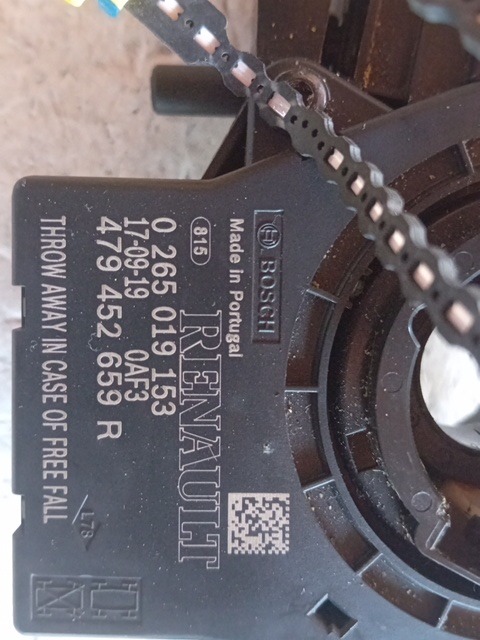 BOSCH
Made in Portugal
815
RENAULT
0 265 019 153
17-09-19 0AF3
479 452 659 R
THROW AWAY IN CASE OF FREE FALL
L78